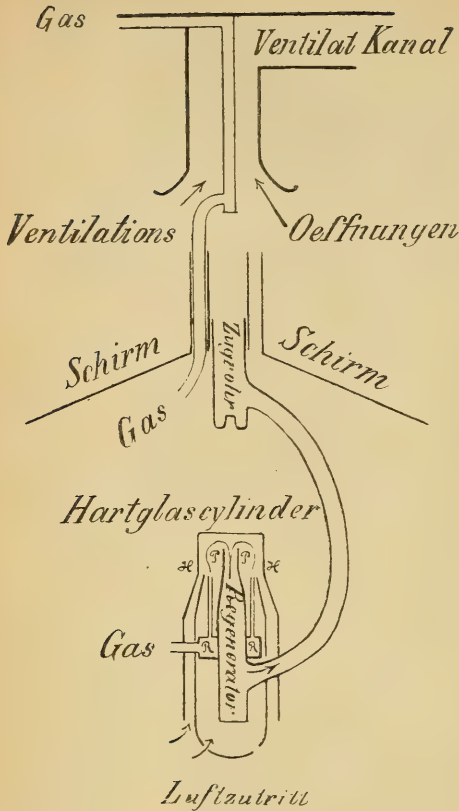 Gas
Ventilat Kanal
Ventilations Oeffnungen
Schirm Zugrohr Schirm
Gas
Hartglascylinder
H P P H
Regenerator
Gas R R
Luftzutritt